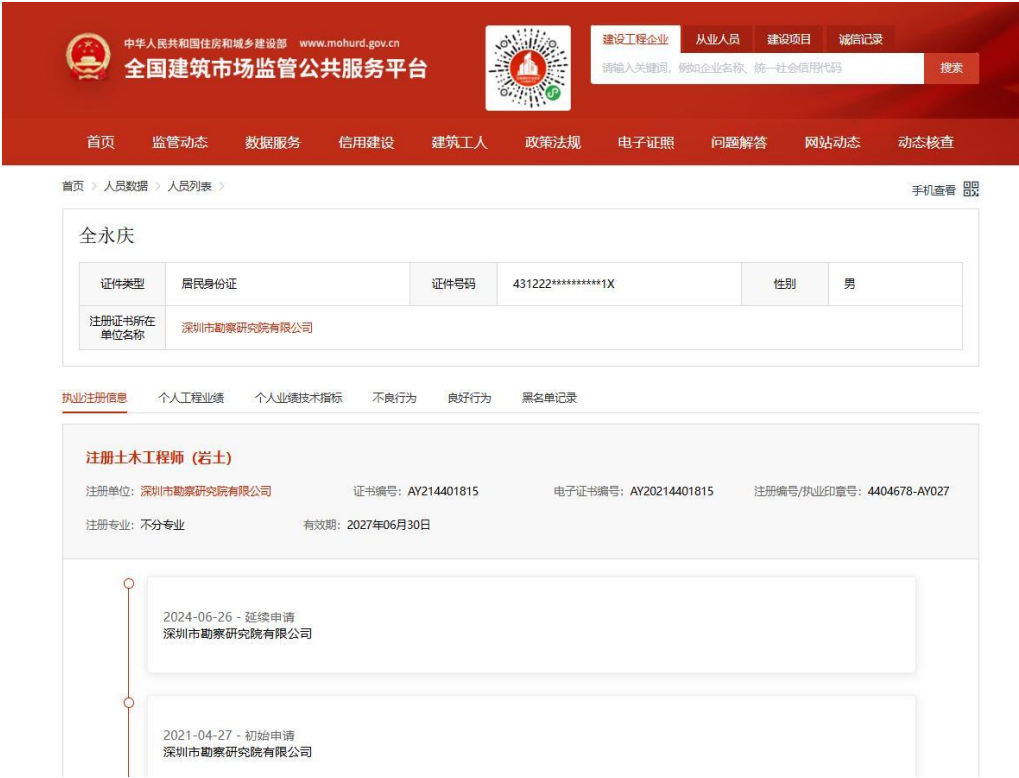 中华人民共和国住房和城乡建设部 www.mohurd.gov.cn
全国建筑市场监管公共服务平台
建设工程企业 从业人员 建设项目 诚信记录
请输入关键词，例如企业名称、统一社会信用代码 搜索
首页 监管动态 数据服务 信用建设 建筑工人 政策法规 电子证照 问题解答 网站动态 动态核查
首页 > 人员数据 > 人员列表 >
手机查看
全永庆
证件类型 居民身份证 证件号码 431222**********1X 性别 男
注册证书所在
单位名称
深圳市勘察研究院有限公司
执业注册信息 个人工程业绩 个人业绩技术指标 不良行为 良好行为 黑名单记录
注册土木工程师（岩土）
注册单位：深圳市勘察研究院有限公司 证书编号：AY214401815 电子证书编号：AY20214401815 注册编号/执业印章号：4404678-AY027
注册专业：不分专业 有效期：2027年06月30日
2024-06-26 - 延续申请
深圳市勘察研究院有限公司
2021-04-27 - 初始申请
深圳市勘察研究院有限公司